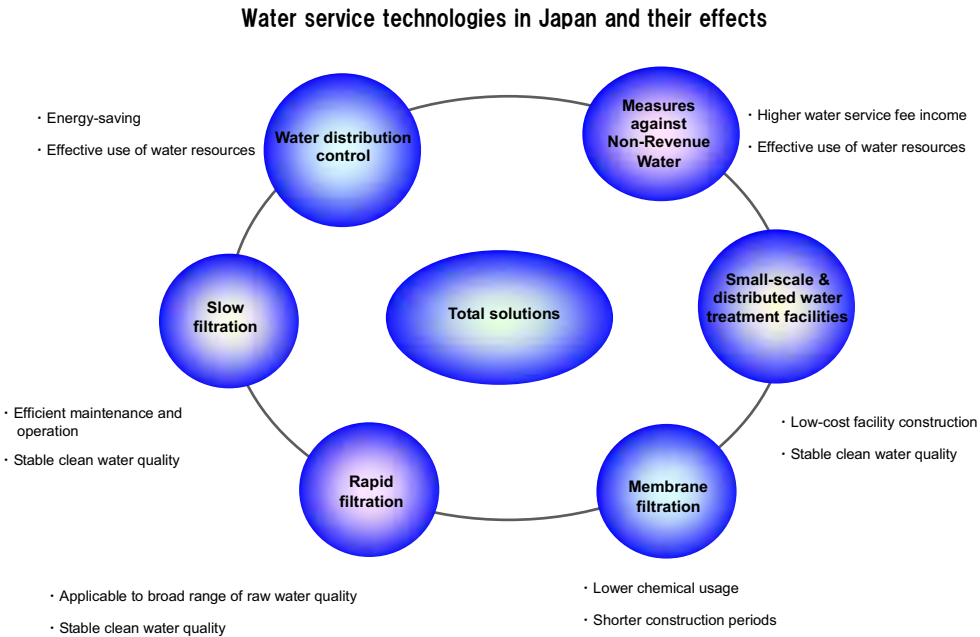 Water service technologies in Japan and their effects
・Energy-saving
・Effective use of water resources
Water distribution
control
Measures
against
Non-Revenue
Water
・Higher water service fee income
・Effective use of water resources
Slow
filtration
Total solutions
Small-scale &
distributed water
treatment facilities
・Efficient maintenance and
operation
・Stable clean water quality
・Low-cost facility construction
・Stable clean water quality
Rapid
filtration
Membrane
filtration
・Applicable to broad range of raw water quality
・Stable clean water quality
・Lower chemical usage
・Shorter construction periods